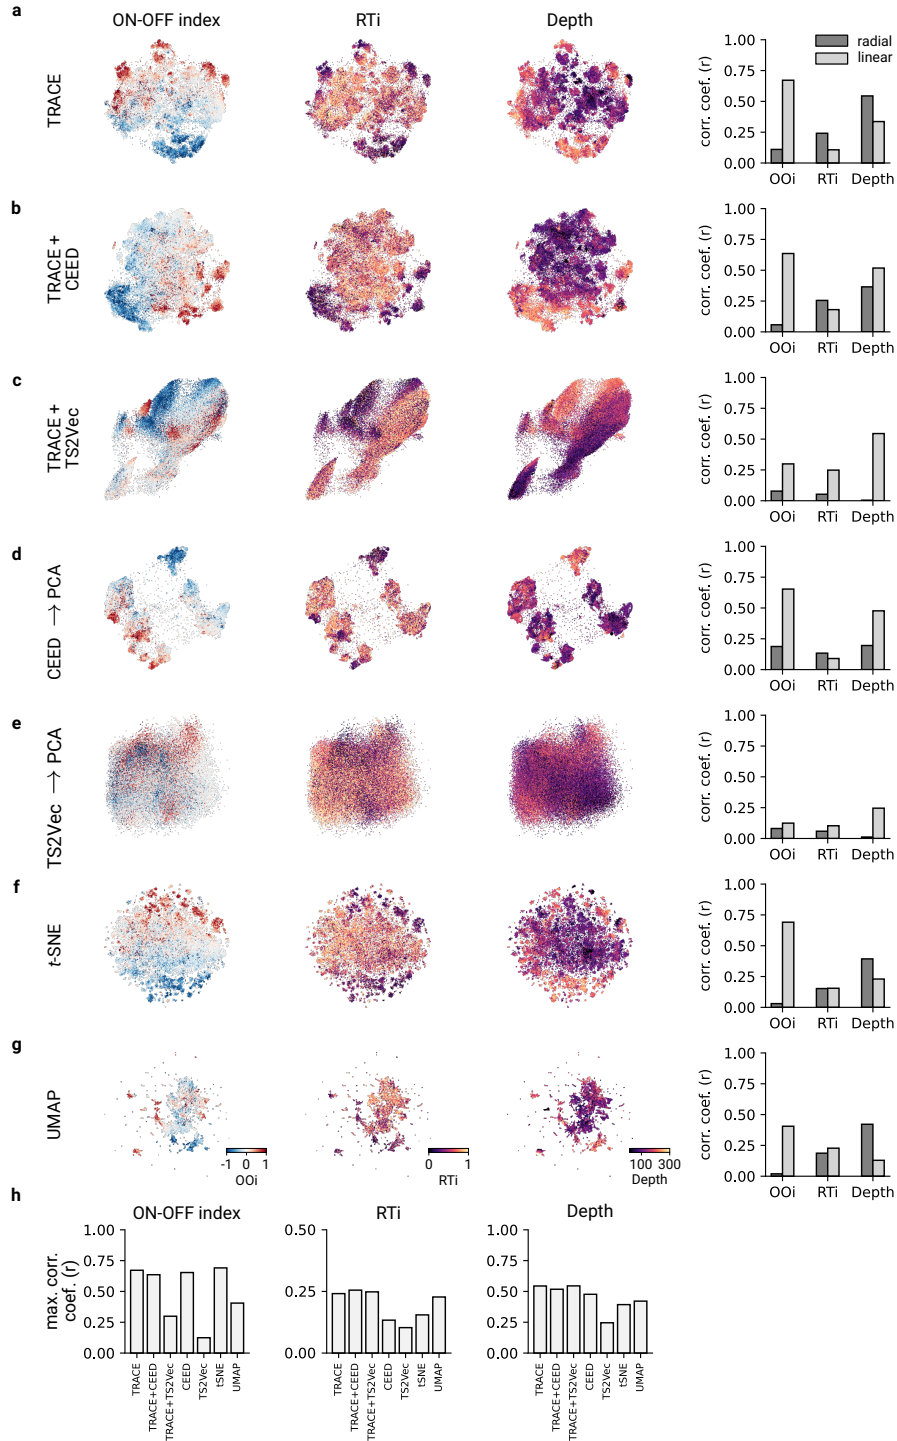 a
ON-OFF index
RTi
Depth
TRACE
1.00
0.75
0.50
0.25
0.00
corr. coef. (r)
radial
linear
OOi
RTi
Depth
b
TRACE +
CEED
1.00
0.75
0.50
0.25
0.00
corr. coef. (r)
OOi
RTi
Depth
c
TRACE +
TS2Vec
1.00
0.75
0.50
0.25
0.00
corr. coef. (r)
OOi
RTi
Depth
d
CEED → PCA
1.00
0.75
0.50
0.25
0.00
corr. coef. (r)
OOi
RTi
Depth
e
TS2Vec → PCA
1.00
0.75
0.50
0.25
0.00
corr. coef. (r)
OOi
RTi
Depth
f
t-SNE
1.00
0.75
0.50
0.25
0.00
corr. coef. (r)
OOi
RTi
Depth
g
UMAP
-1 0 1
OOi
0 1
RTi
100 300
Depth
1.00
0.75
0.50
0.25
0.00
corr. coef. (r)
OOi
RTi
Depth
h
ON-OFF index
max. corr.
coef. (r)
1.00
0.75
0.50
0.25
0.00
TRACE
TRACE+CEED
TRACE+TS2Vec
CEED
TS2Vec
tSNE
UMAP
RTi
0.50
0.25
0.00
TRACE
TRACE+CEED
TRACE+TS2Vec
CEED
TS2Vec
tSNE
UMAP
Depth
1.00
0.75
0.50
0.25
0.00
TRACE
TRACE+CEED
TRACE+TS2Vec
CEED
TS2Vec
tSNE
UMAP